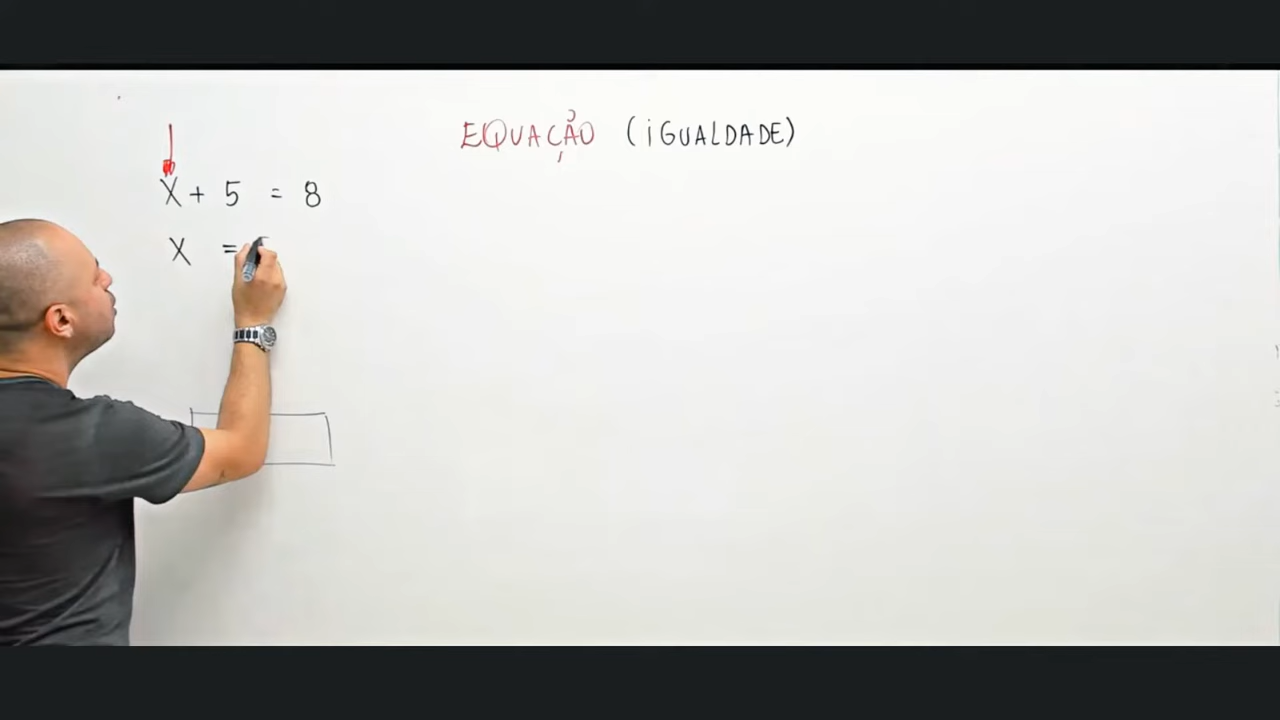 EQUAÇÃO (iGUALDADE)
X + 5 = 8
X =